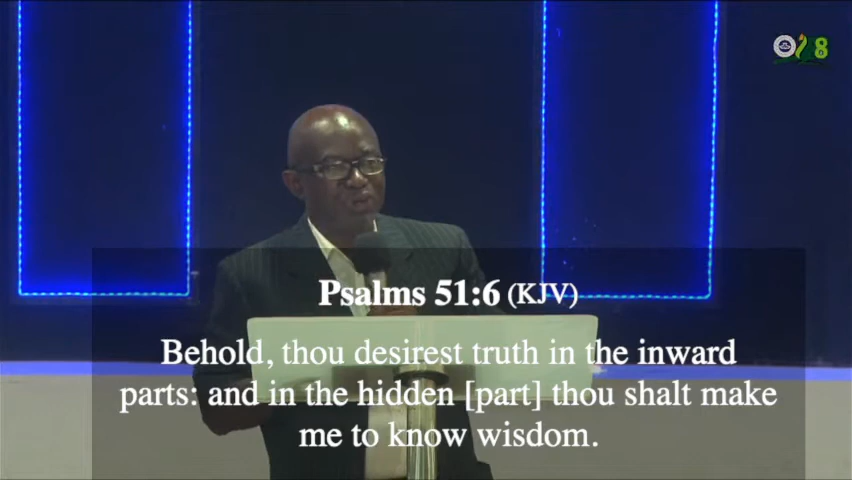 8
Psalms 51:6 (KJV)
Behold, thou desirest truth in the inward
parts: and in the hidden [part] thou shalt make
me to know wisdom.